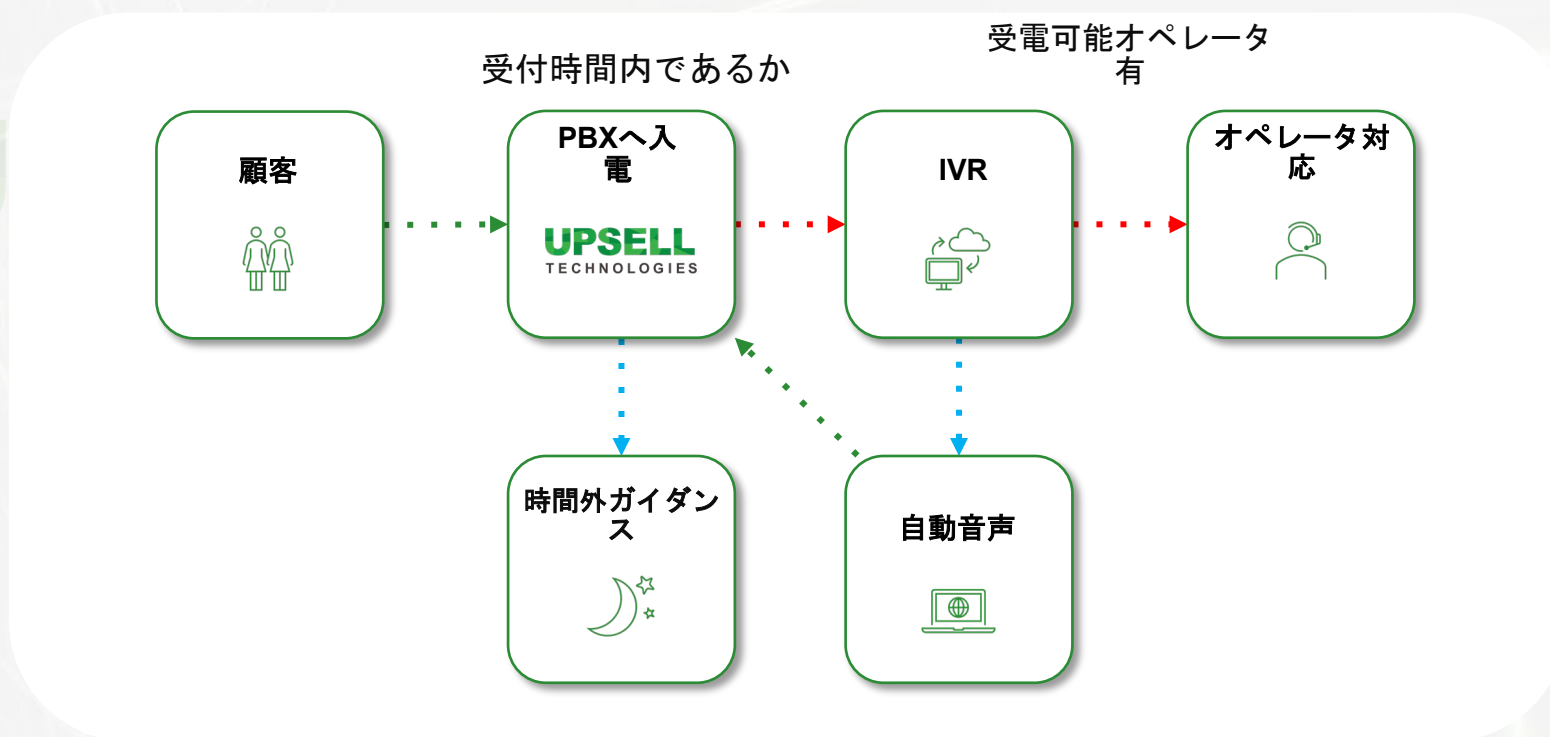 受付時間内であるか
受電可能オペレータ
有
顧客
PBXへ入
電
UPSELL
TECHNOLOGIES
IVR
オペレータ対
応
時間外ガイダン
ス
自動音声